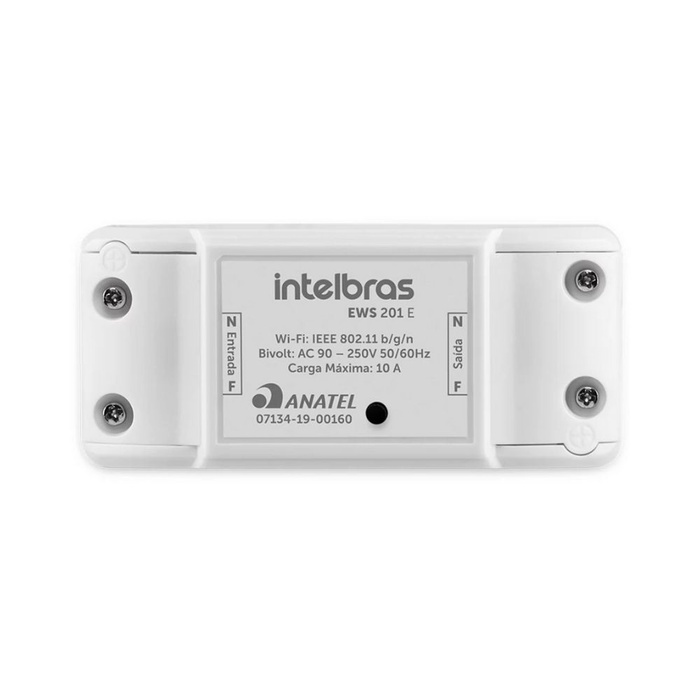 intelbras
EWS 201 E
N Entrada F
Wi-Fi: IEEE 802.11 b/g/n
Bivolt: AC 90 – 250V 50/60Hz
Carga Máxima: 10 A
N Saída F
ANATEL
07134-19-00160